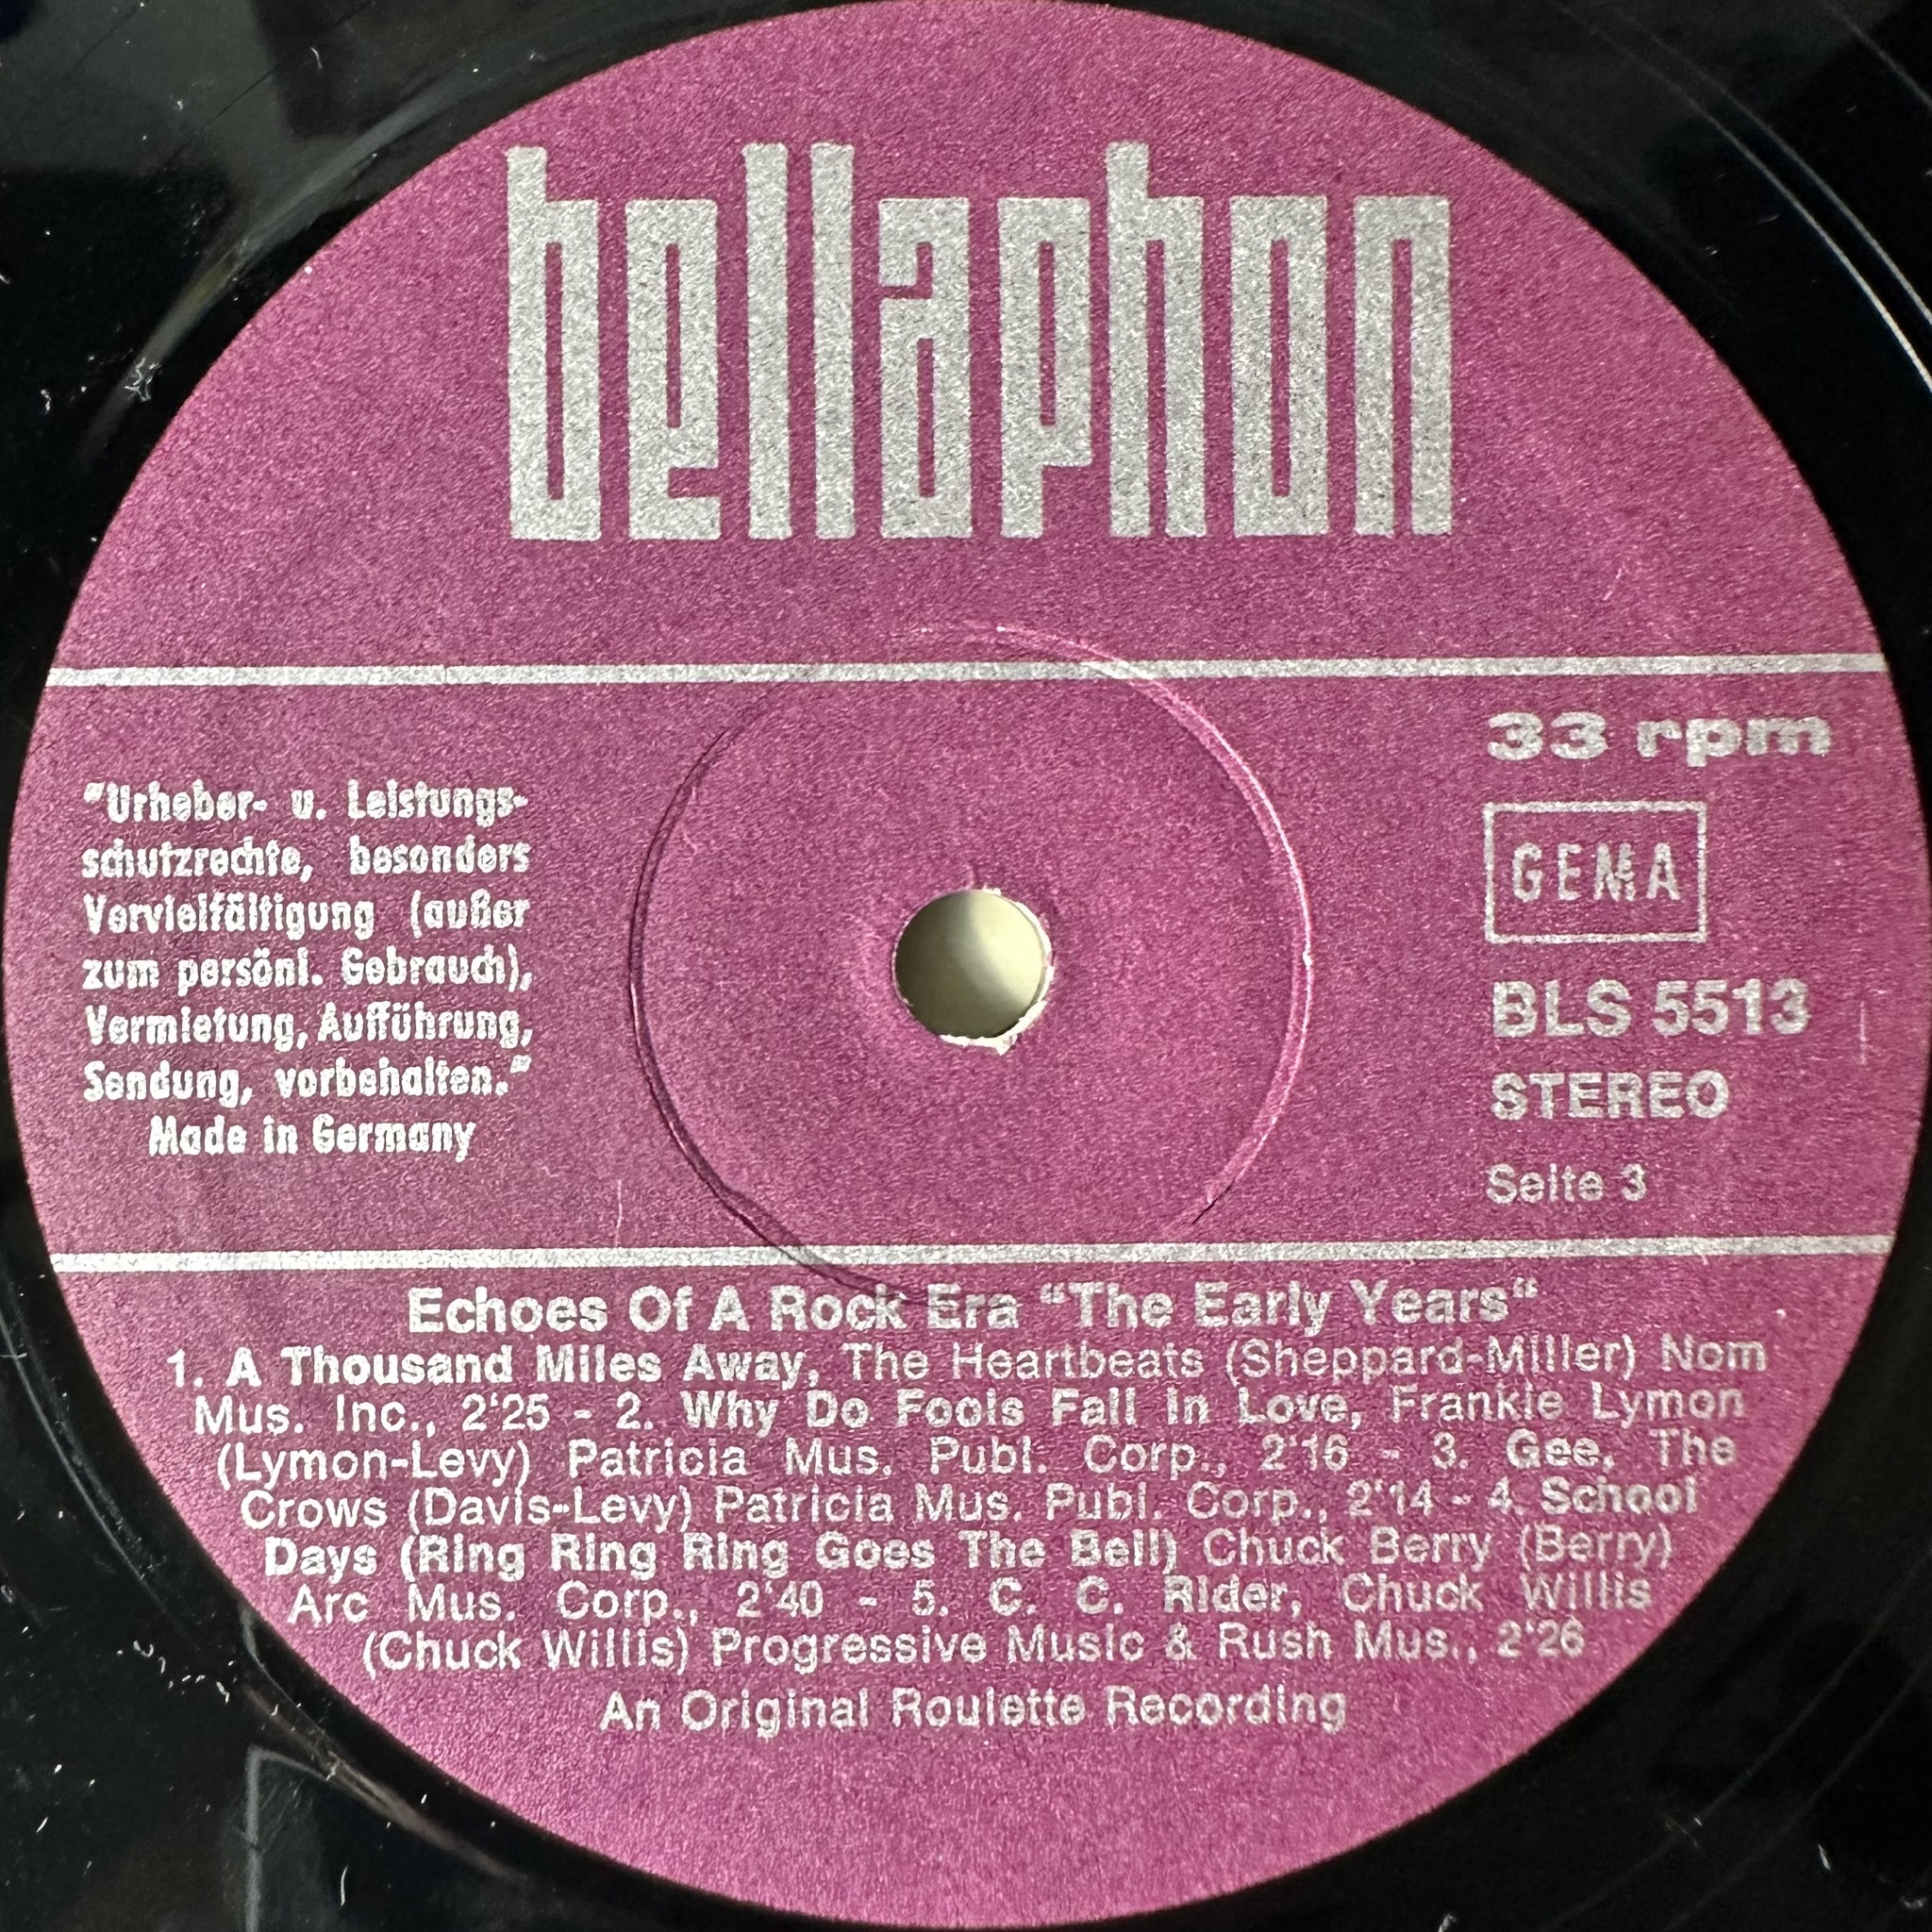 bellaphon
"Urheber- u. Leistungs-
schutzrechte, besonders
Vervielfältigung (außer
zum persönl. Gebrauch),
Vermietung, Aufführung,
Sendung, vorbehalten."
Made in Germany
33 rpm
GEMA
BLS 5513
STEREO
Seite 3
Echoes Of A Rock Era “The Early Years“
1. A Thousand Miles Away, The Heartbeats (Sheppard-Miller) Nom
Mus. Inc., 2‘25 - 2. Why Do Fools Fall In Love, Frankie Lymon
(Lymon-Levy) Patricia Mus. Publ. Corp., 2‘16 - 3. Gee, The
Crows (Davis-Levy) Patricia Mus. Publ. Corp., 2‘14 - 4. School
Days (Ring Ring Ring Goes The Bell) Chuck Berry (Berry)
Arc Mus. Corp., 2‘40 - 5. C. C. Rider, Chuck Willis
(Chuck Willis) Progressive Music & Rush Mus., 2‘26
An Original Roulette Recording